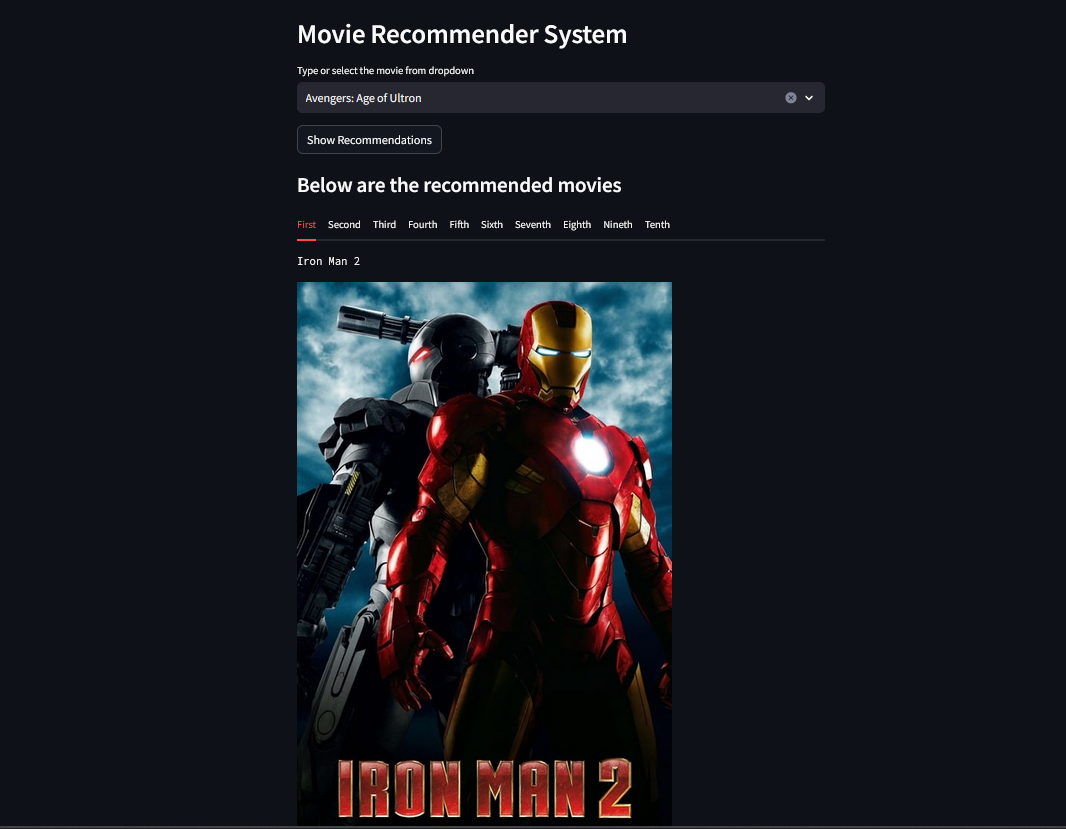 Movie Recommender System
Type or select the movie from dropdown
Avengers: Age of Ultron
Show Recommendations
Below are the recommended movies
First Second Third Fourth Fifth Sixth Seventh Eighth Nineth Tenth
Iron Man 2
IRON MAN 2